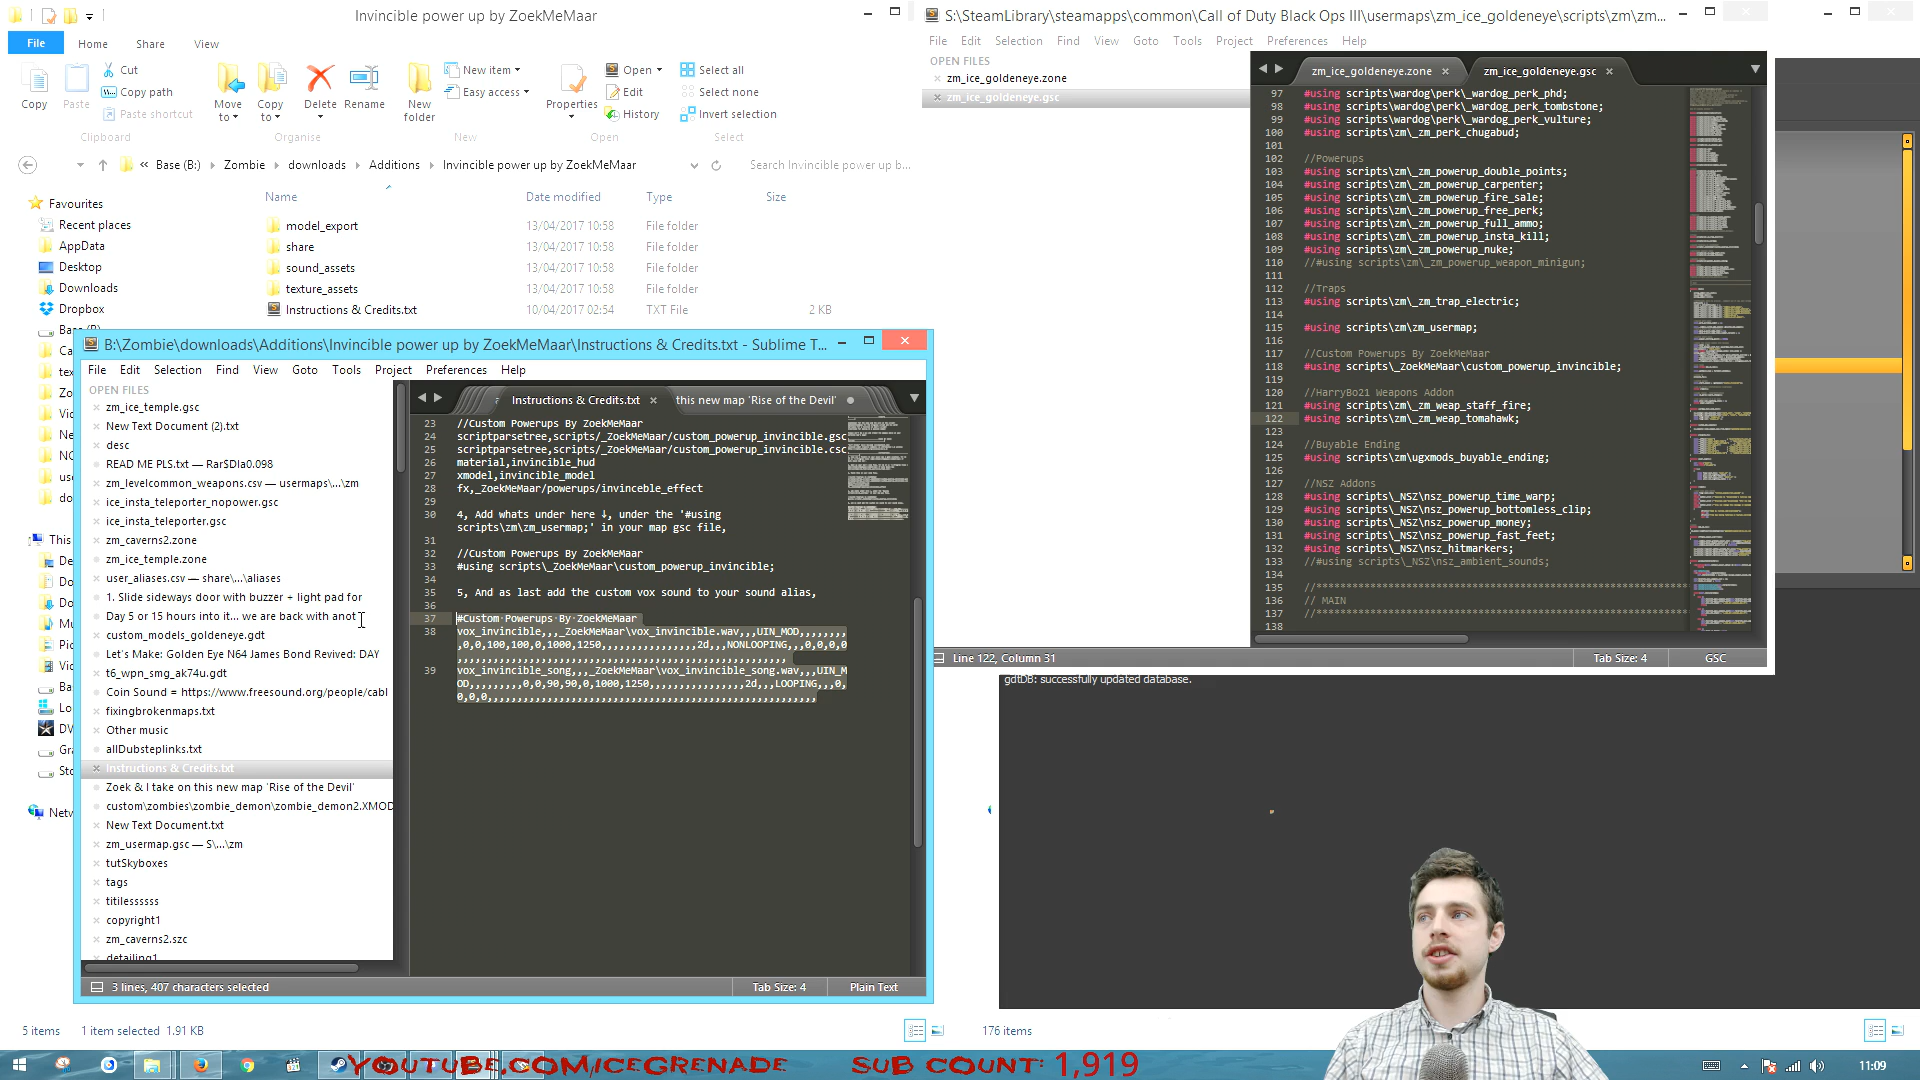 Invincible power up by ZoekMeMaar
File
Home
Share
View
Copy
Paste
Cut
Copy path
Paste shortcut
Clipboard
Move to
Copy to
Delete
Rename
Organise
New folder
New item
Easy access
New
Properties
Open
Edit
History
Open
Select all
Select none
Invert selection
Select
« Base (B:) Zombie downloads Additions Invincible power up by ZoekMeMaar
Search Invincible power up b...
Name Date modified Type Size
model_export 13/04/2017 10:58 File folder
share 13/04/2017 10:58 File folder
sound_assets 13/04/2017 10:58 File folder
texture_assets 13/04/2017 10:58 File folder
Instructions & Credits.txt 10/04/2017 02:54 TXT File 2 KB
Favourites
Recent places
AppData
Desktop
Downloads
Dropbox
This
Netw
B:\Zombie\downloads\Additions\Invincible power up by ZoekMeMaar\Instructions & Credits.txt - Sublime T...
File Edit Selection Find View Goto Tools Project Preferences Help
OPEN FILES
zm_ice_temple.gsc
New Text Document (2).txt
desc
READ ME PLS.txt — Rar$DIa0.098
zm_levelcommon_weapons.csv — usermaps\...\zm
ice_insta_teleporter_nopower.gsc
ice_insta_teleporter.gsc
zm_caverns2.zone
zm_ice_temple.zone
user_aliases.csv — share\...\aliases
1. Slide sideways door with buzzer + light pad for
Day 5 or 15 hours into it... we are back with anot
custom_models_goldeneye.gdt
Let's Make: Golden Eye N64 James Bond Revived: DAY
t6_wpn_smg_ak74u.gdt
Coin Sound = https://www.freesound.org/people/cabl
fixingbrokenmaps.txt
Other music
allDubsteplinks.txt
Instructions & Credits.txt
Zoek & I take on this new map 'Rise of the Devil'
custom\zombies\zombie_demon\zombie_demon2.XMOD
New Text Document.txt
zm_usermap.gsc — S\...\zm
tutSkyboxes
tags
titilessssss
copyright1
zm_caverns2.szc
detailing1
Instructions & Credits.txt
this new map 'Rise of the Devil'
23 //Custom Powerups By ZoekMeMaar
24 scriptparsetree,scripts/_ZoekMeMaar/custom_powerup_invincible.gsc
25 scriptparsetree,scripts/_ZoekMeMaar/custom_powerup_invincible.csc
26 material,invincible_hud
27 xmodel,invincible_model
28 fx,_ZoekMeMaar/powerups/invinceble_effect
29
30 4, Add whats under here ↓, under the '#using
scripts\zm\zm_usermap;' in your map gsc file,
31
32 //Custom Powerups By ZoekMeMaar
33 #using scripts\_ZoekMeMaar\custom_powerup_invincible;
34
35 5, And as last add the custom vox sound to your sound alias,
36
37 #Custom Powerups By ZoekMeMaar
38 vox_invincible,,,_ZoekMeMaar\vox_invincible.wav,,,UIN_MOD,,,,,,,,
,0,0,100,100,0,1000,1250,,,,,,,,,,,,,,,,,2d,,,NONLOOPING,,,0,0,0,0
39 vox_invincible_song,,,_ZoekMeMaar\vox_invincible_song.wav,,,UIN_M
OD,,,,,,,,,0,0,90,90,0,1000,1250,,,,,,,,,,,,,,,,,2d,,,LOOPING,,,0,
0,0,0
3 lines, 407 characters selected
Tab Size: 4
Plain Text
5 items 1 item selected 1.91 KB
S:\SteamLibrary\steamapps\common\Call of Duty Black Ops III\usermaps\zm_ice_goldeneye\scripts\zm\zm...
File Edit Selection Find View Goto Tools Project Preferences Help
OPEN FILES
zm_ice_goldeneye.zone
zm_ice_goldeneye.gsc
zm_ice_goldeneye.zone
zm_ice_goldeneye.gsc
97 #using scripts\wardog\perk\_wardog_perk_phd;
98 #using scripts\wardog\perk\_wardog_perk_tombstone;
99 #using scripts\wardog\perk\_wardog_perk_vulture;
100 #using scripts\zm\_zm_perk_chugabud;
101
102 //Powerups
103 #using scripts\zm\_zm_powerup_double_points;
104 #using scripts\zm\_zm_powerup_carpenter;
105 #using scripts\zm\_zm_powerup_fire_sale;
106 #using scripts\zm\_zm_powerup_free_perk;
107 #using scripts\zm\_zm_powerup_full_ammo;
108 #using scripts\zm\_zm_powerup_insta_kill;
109 #using scripts\zm\_zm_powerup_nuke;
110 //#using scripts\zm\_zm_powerup_weapon_minigun;
111
112 //Traps
113 #using scripts\zm\_zm_trap_electric;
114
115 #using scripts\zm\zm_usermap;
116
117 //Custom Powerups By ZoekMeMaar
118 #using scripts\_ZoekMeMaar\custom_powerup_invincible;
119
120 //HarryBo21 Weapons Addon
121 #using scripts\zm\_zm_weap_staff_fire;
122 #using scripts\zm\_zm_weap_tomahawk;
123
124 //Buyable Ending
125 #using scripts\zm\ugxmods_buyable_ending;
126
127 //NSZ Addons
128 #using scripts\_NSZ\nsz_powerup_time_warp;
129 #using scripts\_NSZ\nsz_powerup_bottomless_clip;
130 #using scripts\_NSZ\nsz_powerup_money;
131 #using scripts\_NSZ\nsz_powerup_fast_feet;
132 #using scripts\_NSZ\nsz_hitmarkers;
133 //#using scripts\_NSZ\nsz_ambient_sounds;
134
135 //*****************************************************************************
136 // MAIN
137 //*****************************************************************************
138
Line 122, Column 31
Tab Size: 4
GSC
gdtDB: successfully updated database.
176 items
YOUTUBE.COM/ICEGRENADE
SUB COUNT: 1,919
11:09